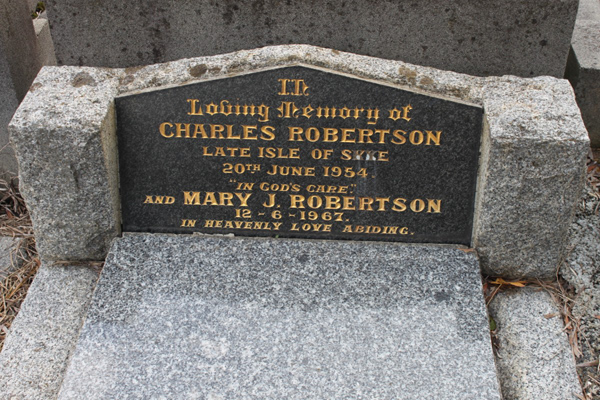 In
Loving Memory of
CHARLES ROBERTSON
LATE ISLE OF SKYE
20TH JUNE 1954.
"IN GOD'S CARE."
AND MARY J. ROBERTSON
12-6-1967.
IN HEAVENLY LOVE ABIDING.